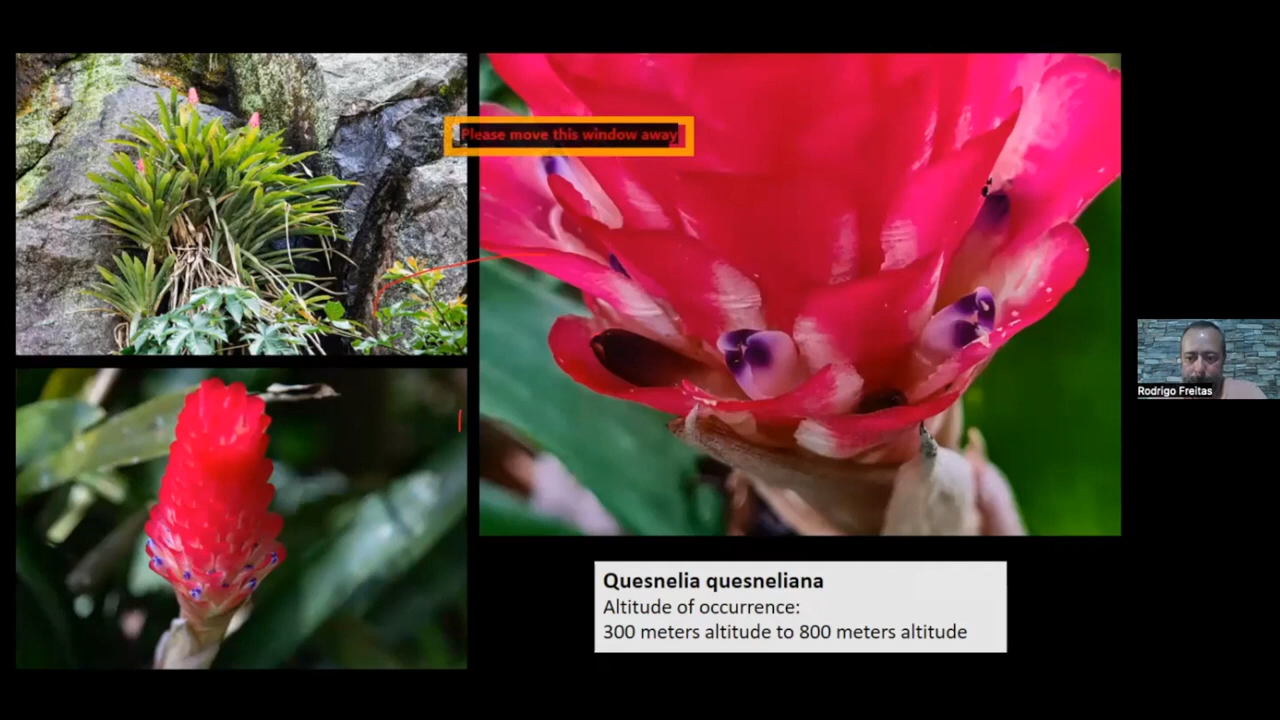 Please move this window away
Rodrigo Freitas
Quesnelia quesneliana
Altitude of occurrence:
300 meters altitude to 800 meters altitude